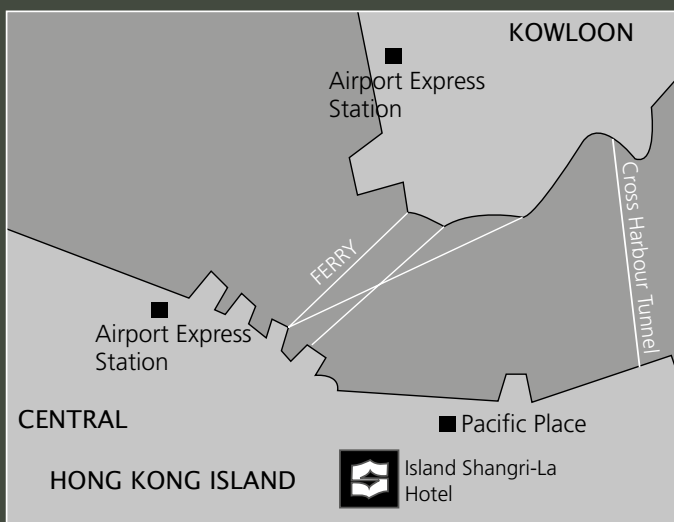 KOWLOON
Airport Express
Station
FERRY
Cross Harbour Tunnel
Airport Express
Station
CENTRAL
Pacific Place
HONG KONG ISLAND
Island Shangri-La
Hotel